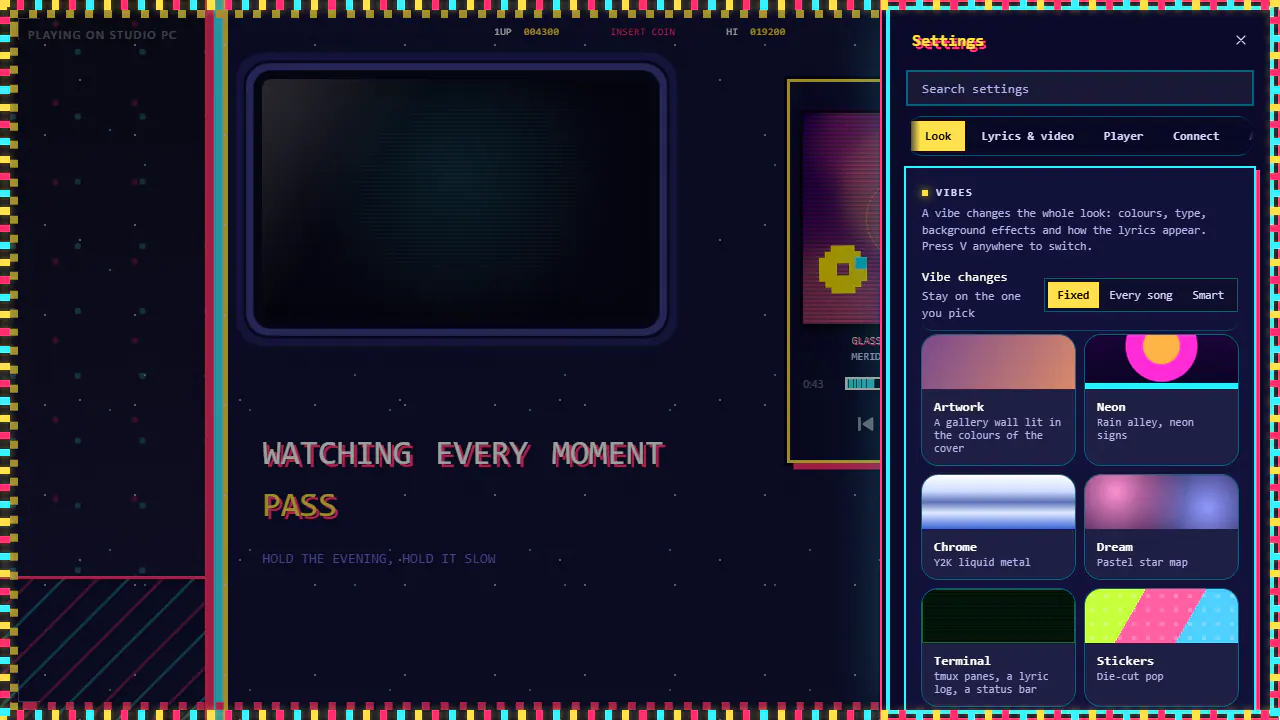 PLAYING ON STUDIO PC
1UP 004300 INSERT COIN HI 019200
GLASS
MERID
0:43
WATCHING EVERY MOMENT
PASS
HOLD THE EVENING, HOLD IT SLOW
Settings
Search settings
Look Lyrics & video Player Connect
VIBES
A vibe changes the whole look: colours, type,
background effects and how the lyrics appear.
Press V anywhere to switch.
Vibe changes
Stay on the one
you pick
Fixed Every song Smart
Artwork
A gallery wall lit in
the colours of the
cover
Neon
Rain alley, neon
signs
Chrome
Y2K liquid metal
Dream
Pastel star map
Terminal
tmux panes, a lyric
log, a status bar
Stickers
Die-cut pop